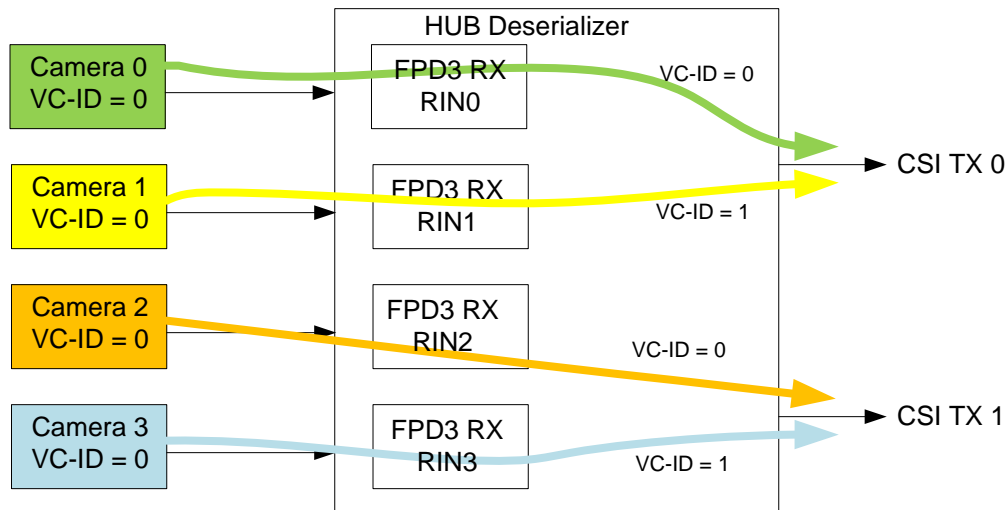 HUB Deserializer
Camera 0
VC-ID = 0
FPD3 RX
RIN0
VC-ID = 0
CSI TX 0
Camera 1
VC-ID = 0
FPD3 RX
RIN1
VC-ID = 1
Camera 2
VC-ID = 0
FPD3 RX
RIN2
VC-ID = 0
CSI TX 1
Camera 3
VC-ID = 0
FPD3 RX
RIN3
VC-ID = 1